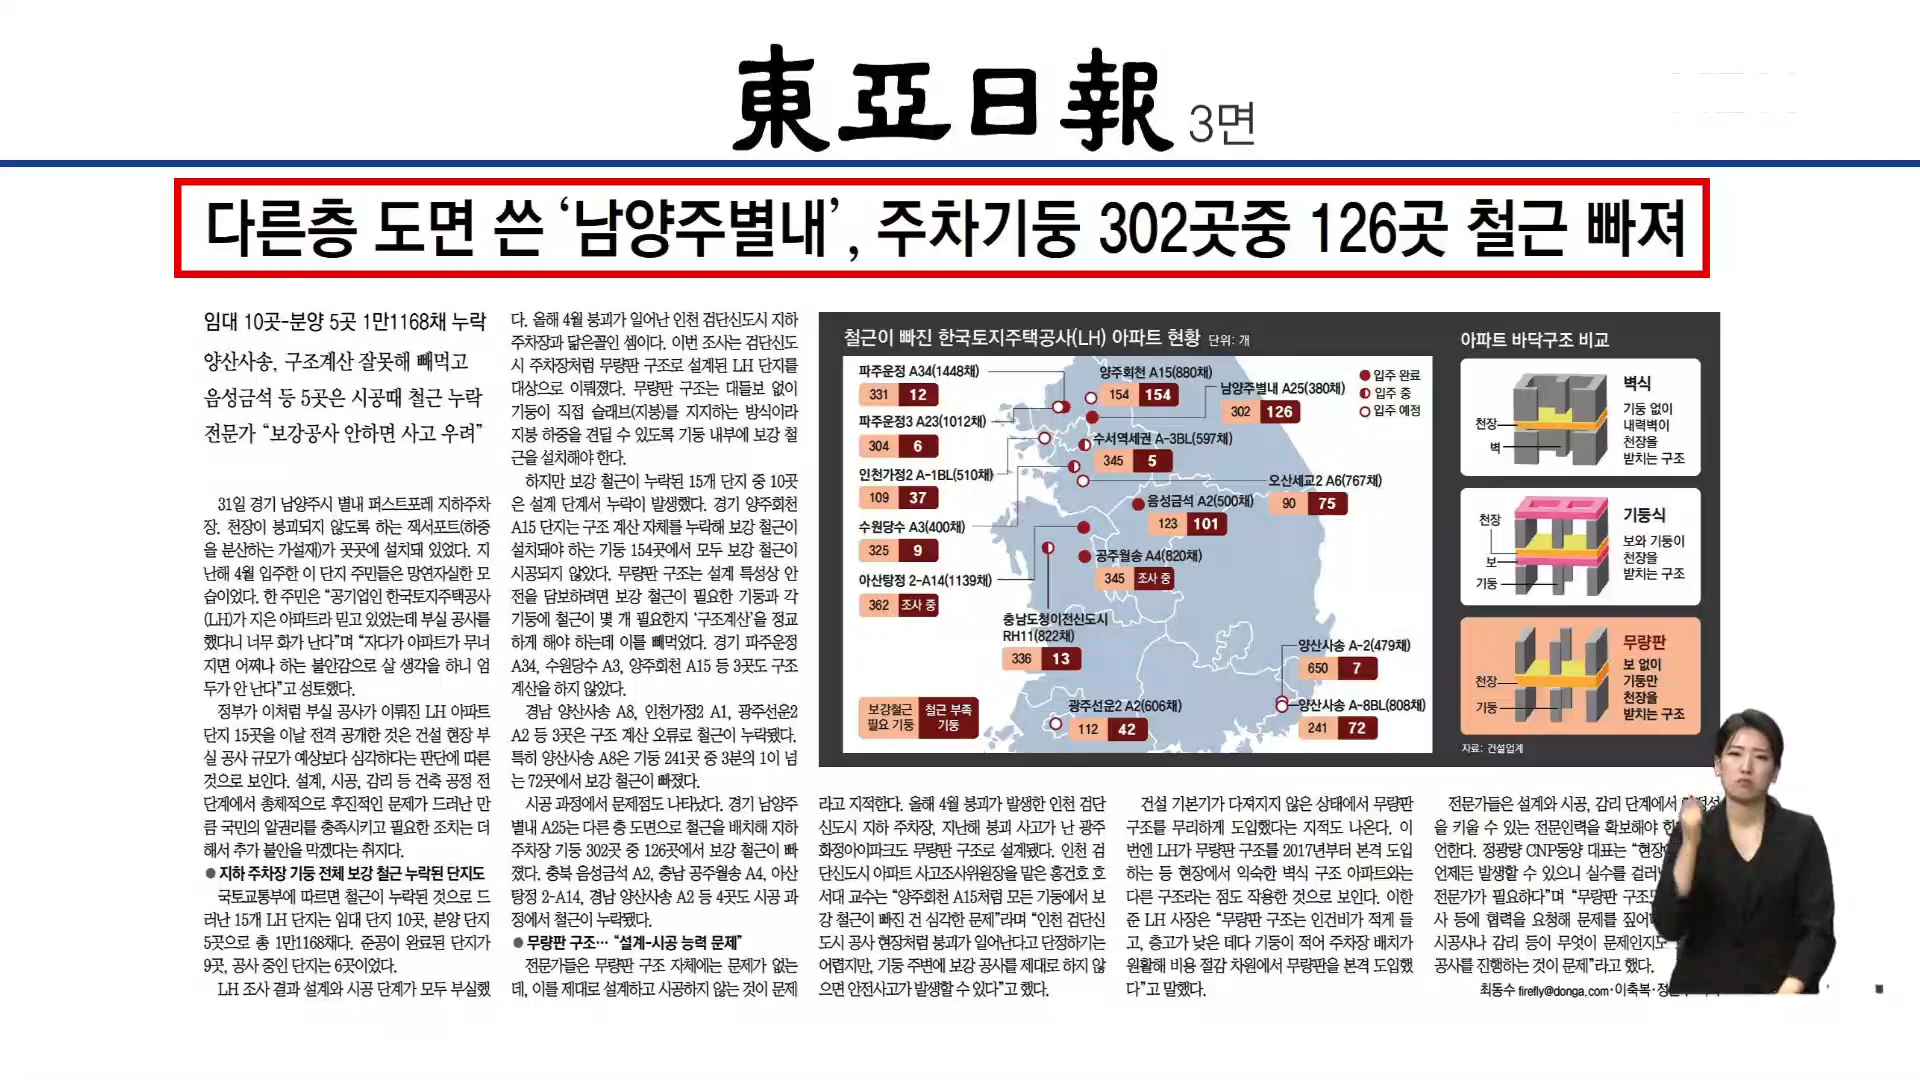 東亞日報 3면
다른층 도면 쓴 ‘남양주별내’, 주차기둥 302곳중 126곳 철근 빠져
임대 10곳-분양 5곳 1만1168채 누락
양산사송, 구조계산 잘못해 빼먹고
음성금석 등 5곳은 시공때 철근 누락
전문가 “보강공사 안하면 사고 우려”
31일 경기 남양주시 별내 퍼스트포레 지하주차
장. 천장이 붕괴되지 않도록 하는 잭서포트(하중
을 분산하는 가설재)가 곳곳에 설치돼 있었다. 지
난해 4월 입주한 이 단지 주민들은 망연자실한 모
습이었다. 한 주민은 “공기업인 한국토지주택공사
(LH)가 지은 아파트라 믿고 있었는데 부실 공사를
했다니 너무 화가 난다”며 “자다가 아파트가 무너
지면 어쩌나 하는 불안감으로 살 생각을 하니 엄
두가 안 난다”고 성토했다.
정부가 이처럼 부실 공사가 이뤄진 LH 아파트
단지 15곳을 이날 전격 공개한 것은 건설 현장 부
실 공사 규모가 예상보다 심각하다는 판단에 따른
것으로 보인다. 설계, 시공, 감리 등 건축 공정 전
단계에서 총체적으로 후진적인 문제가 드러난 만
큼 국민의 알권리를 충족시키고 필요한 조치는 더
해서 추가 불안을 막겠다는 취지다.
● 지하 주차장 기둥 전체 보강 철근 누락된 단지도
국토교통부에 따르면 철근이 누락된 것으로 드
러난 15개 LH 단지는 임대 단지 10곳, 분양 단지
5곳으로 총 1만1168채다. 준공이 완료된 단지가
9곳, 공사 중인 단지는 6곳이었다.
LH 조사 결과 설계와 시공 단계가 모두 부실했
다. 올해 4월 붕괴가 일어난 인천 검단신도시 지하
주차장과 닮은꼴인 셈이다. 이번 조사는 검단신도
시 주차장처럼 무량판 구조로 설계된 LH 단지를
대상으로 이뤄졌다. 무량판 구조는 대들보 없이
기둥이 직접 슬래브(지붕)를 지지하는 방식이라
지붕 하중을 견딜 수 있도록 기둥 내부에 보강 철
근을 설치해야 한다.
하지만 보강 철근이 누락된 15개 단지 중 10곳
은 설계 단계에서 누락이 발생했다. 경기 양주회천
A15 단지는 구조 계산 자체를 누락해 보강 철근이
설치돼야 하는 기둥 154곳에서 모두 보강 철근이
시공되지 않았다. 무량판 구조는 설계 특성상 안
전을 담보하려면 보강 철근이 필요한 기둥과 각
기둥에 철근이 몇 개 필요한지 ‘구조계산’을 정교
하게 해야 하는데 이를 빼먹었다. 경기 파주운정
A34, 수원당수 A3, 양주회천 A15 등 3곳도 구조
계산을 하지 않았다.
경남 양산사송 A8, 인천가정2 A1, 광주선운2
A2 등 3곳은 구조 계산 오류로 철근이 누락됐다.
특히 양산사송 A8은 기둥 241곳 중 3분의 1이 넘
는 72곳에서 보강 철근이 빠졌다.
시공 과정에서 문제점도 나타났다. 경기 남양주
별내 A25는 다른 층 도면으로 철근을 배치해 지하
주차장 기둥 302곳 중 126곳에서 보강 철근이 빠
졌다. 충북 음성금석 A2, 충남 공주월송 A4, 아산
탕정 2-A14, 경남 양산사송 A2 등 4곳도 시공 과
정에서 철근이 누락됐다.
● 무량판 구조… “설계-시공 능력 문제”
전문가들은 무량판 구조 자체에는 문제가 없는
데, 이를 제대로 설계하고 시공하지 않는 것이 문제
철근이 빠진 한국토지주택공사(LH) 아파트 현황 단위: 개
파주운정 A34(1448채)
331 12
파주운정3 A23(1012채)
304 6
인천가정2 A-1BL(510채)
109 37
수원당수 A3(400채)
325 9
아산탕정 2-A14(1139채)
362 조사 중
충남도청이전신도시
RH11(822채)
336 13
양주회천 A15(880채)
154 154
남양주별내 A25(380채)
302 126
수서역세권 A-3BL(597채)
345 5
오산세교2 A6(767채)
90 75
음성금석 A2(500채)
123 101
공주월송 A4(820채)
345 조사 중
양산사송 A-2(479채)
650 7
양산사송 A-8BL(808채)
241 72
광주선운2 A2(606채)
112 42
입주 완료
입주 중
입주 예정
보강철근 필요 기둥
철근 부족 기둥
아파트 바닥구조 비교
벽식
기둥 없이
내력벽이
천장을
받치는 구조
천장
벽
기둥식
보와 기둥이
천장을
받치는 구조
천장
보
기둥
무량판
보 없이
기둥만
천장을
받치는 구조
천장
기둥
자료: 건설업계
라고 지적한다. 올해 4월 붕괴가 발생한 인천 검단
신도시 지하 주차장, 지난해 붕괴 사고가 난 광주
화정아이파크도 무량판 구조로 설계됐다. 인천 검
단신도시 아파트 사고조사위원장을 맡은 홍건호 호
서대 교수는 “양주회천 A15처럼 모든 기둥에서 보
강 철근이 빠진 건 심각한 문제”라며 “인천 검단신
도시 공사 현장처럼 붕괴가 일어난다고 단정하기는
어렵지만, 기둥 주변에 보강 공사를 제대로 하지 않
으면 안전사고가 발생할 수 있다”고 했다.
건설 기본기가 다져지지 않은 상태에서 무량판
구조를 무리하게 도입했다는 지적도 나온다. 이
번엔 LH가 무량판 구조를 2017년부터 본격 도입
하는 등 현장에서 익숙한 벽식 구조 아파트와는
다른 구조라는 점도 작용한 것으로 보인다. 이한
준 LH 사장은 “무량판 구조는 인건비가 적게 들
고, 층고가 낮은 데다 기둥이 적어 주차장 배치가
원활해 비용 절감 차원에서 무량판을 본격 도입했
다”고 말했다.
전문가들은 설계와 시공, 감리 단계에서
을 키울 수 있는 전문인력을 확보해야
언한다. 정광량 CNP동양 대표는 “현장
언제든 발생할 수 있으니 실수를
전문가가 필요하다”며 “무량판 구조
사 등에 협력을 요청해 문제를
시공사나 감리 등이 무엇이 문제인지
공사를 진행하는 것이 문제”라고 했다.
최동수 firefly@donga.com·이축복